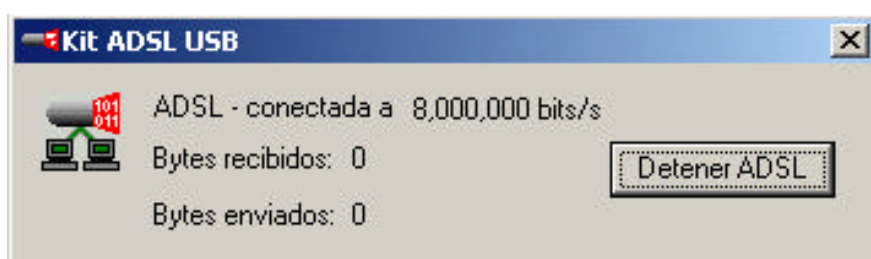 Kit ADSL USB
101
011
ADSL - conectada a 8,000,000 bits/s
Bytes recibidos: 0
Detener ADSL
Bytes enviados: 0